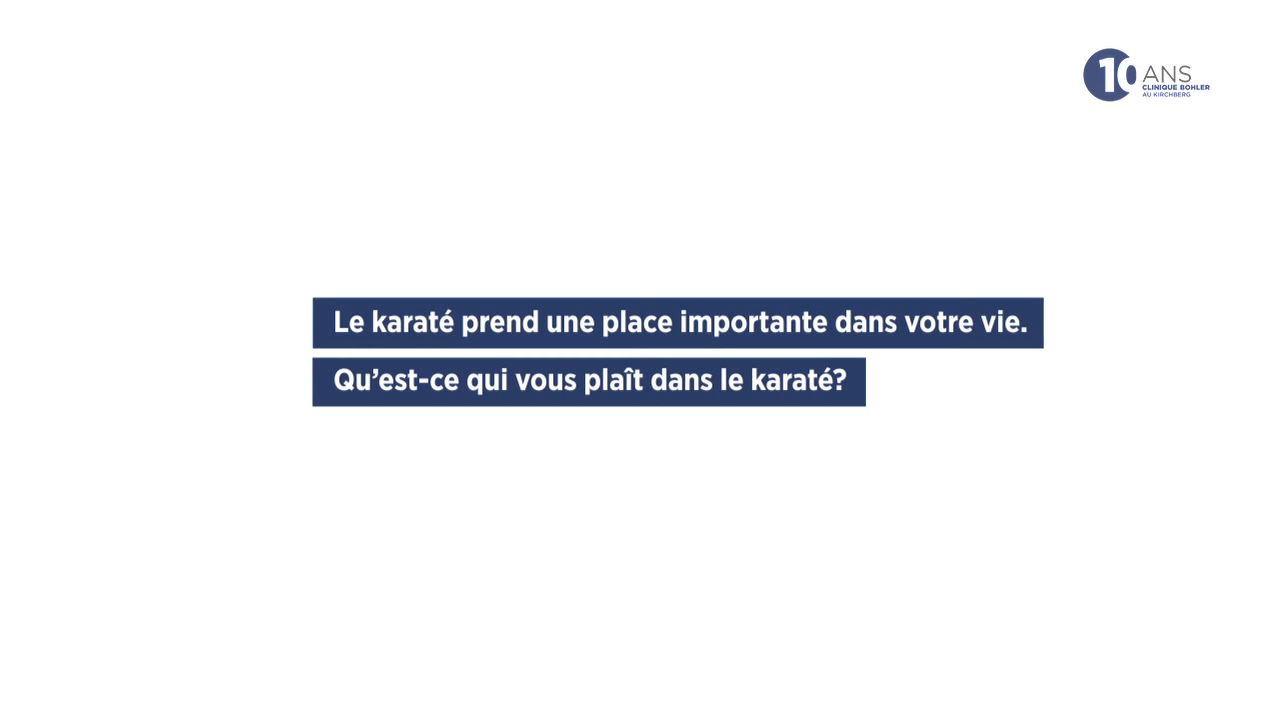 10 ANS
CLINIQUE BOHLER
AU KIRCHBERG
Le karaté prend une place importante dans votre vie.
Qu’est-ce qui vous plaît dans le karaté?